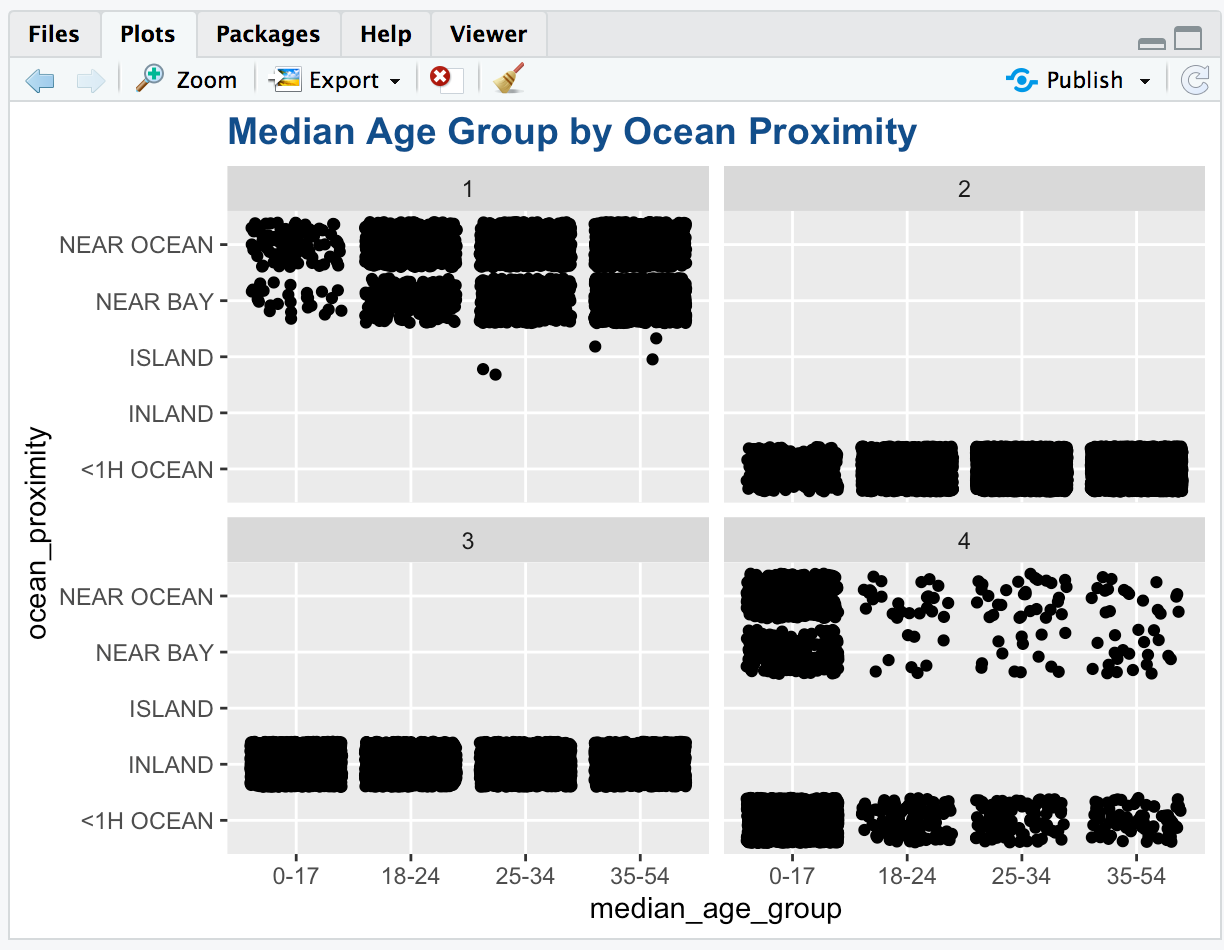 Files Plots Packages Help Viewer
Zoom Export Publish
Median Age Group by Ocean Proximity
1 2
NEAR OCEAN
NEAR BAY
ISLAND
INLAND
<1H OCEAN
3 4
NEAR OCEAN
NEAR BAY
ISLAND
INLAND
<1H OCEAN
ocean_proximity
0-17 18-24 25-34 35-54 0-17 18-24 25-34 35-54
median_age_group